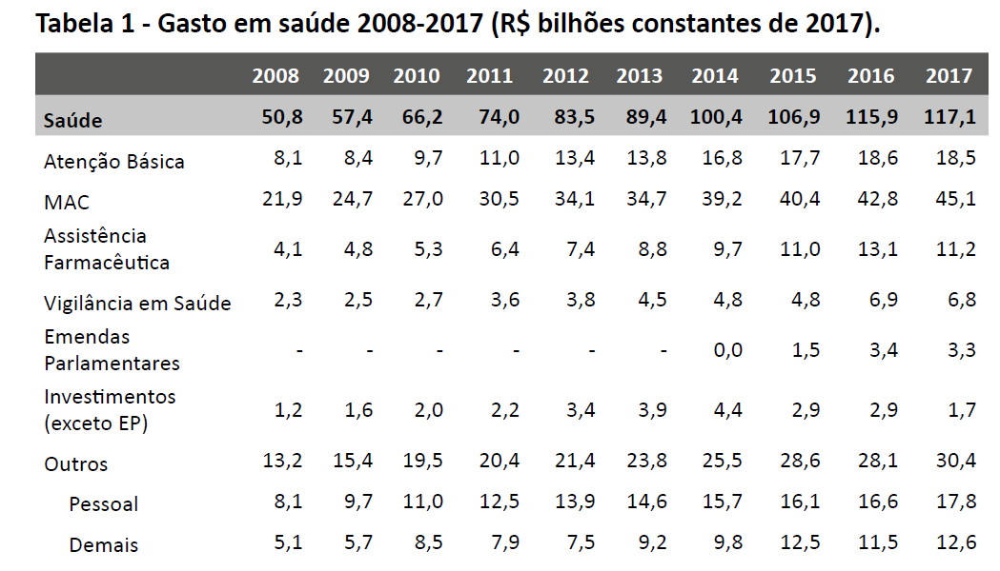 Tabela 1 - Gasto em saúde 2008-2017 (R$ bilhões constantes de 2017).
2008 2009 2010 2011 2012 2013 2014 2015 2016 2017
Saúde 50,8 57,4 66,2 74,0 83,5 89,4 100,4 106,9 115,9 117,1
Atenção Básica 8,1 8,4 9,7 11,0 13,4 13,8 16,8 17,7 18,6 18,5
MAC 21,9 24,7 27,0 30,5 34,1 34,7 39,2 40,4 42,8 45,1
Assistência
Farmacêutica 4,1 4,8 5,3 6,4 7,4 8,8 9,7 11,0 13,1 11,2
Vigilância em Saúde 2,3 2,5 2,7 3,6 3,8 4,5 4,8 4,8 6,9 6,8
Emendas
Parlamentares - - - - - - 0,0 1,5 3,4 3,3
Investimentos
(exceto EP) 1,2 1,6 2,0 2,2 3,4 3,9 4,4 2,9 2,9 1,7
Outros 13,2 15,4 19,5 20,4 21,4 23,8 25,5 28,6 28,1 30,4
Pessoal 8,1 9,7 11,0 12,5 13,9 14,6 15,7 16,1 16,6 17,8
Demais 5,1 5,7 8,5 7,9 7,5 9,2 9,8 12,5 11,5 12,6